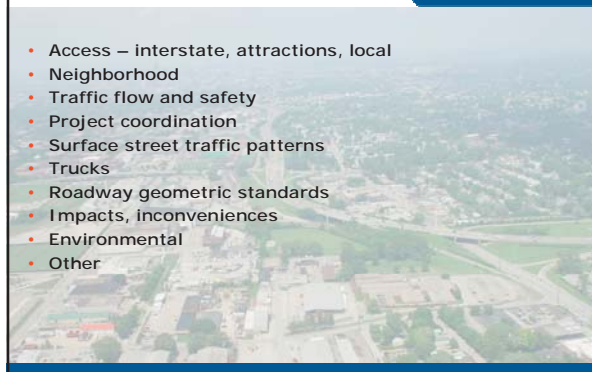 • Access – interstate, attractions, local
• Neighborhood
• Traffic flow and safety
• Project coordination
• Surface street traffic patterns
• Trucks
• Roadway geometric standards
• Impacts, inconveniences
• Environmental
• Other